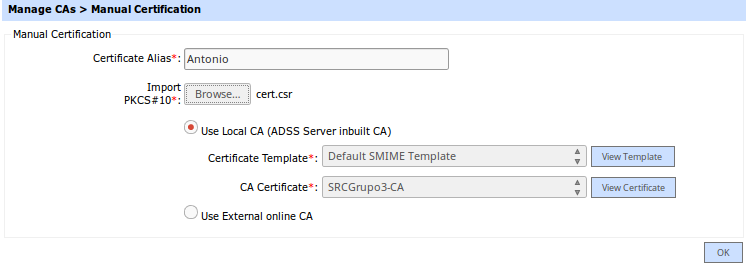 Manage CAs > Manual Certification
Manual Certification
Certificate Alias*: Antonio
Import
PKCS#10*: Browse... cert.csr
Use Local CA (ADSS Server inbuilt CA)
Certificate Template*: Default SMIME Template View Template
CA Certificate*: SRCGrupo3-CA View Certificate
Use External online CA
OK